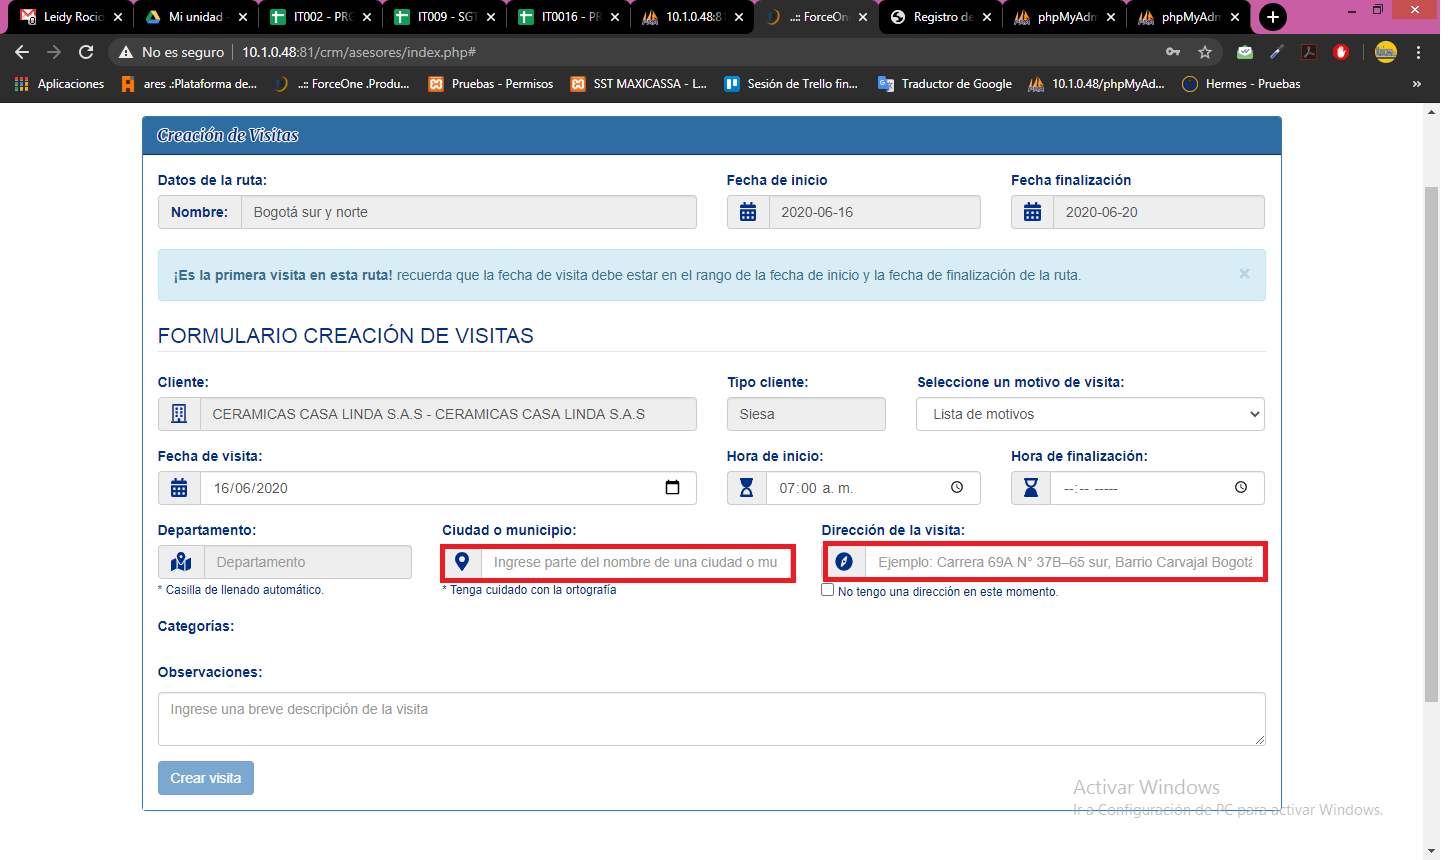 Leidy Rocio
Mi unidad -
IT002 - PRO
IT009 - SGT
IT0016 - PR
10.1.0.48:81
..:: ForceOn
Registro de
phpMyAdm
phpMyAdm
No es seguro 10.1.0.48:81/crm/asesores/index.php#
Aplicaciones
ares .:Plataforma de...
..:: ForceOne .Produ...
Pruebas - Permisos
SST MAXICASSA - L...
Sesión de Trello fin...
Traductor de Google
10.1.0.48/phpMyAd...
Hermes - Pruebas
»
Creación de Visitas
Datos de la ruta:
Fecha de inicio
Fecha finalización
Nombre: Bogotá sur y norte
2020-06-16
2020-06-20
¡Es la primera visita en esta ruta! recuerda que la fecha de visita debe estar en el rango de la fecha de inicio y la fecha de finalización de la ruta. ×
FORMULARIO CREACIÓN DE VISITAS
Cliente:
Tipo cliente:
Seleccione un motivo de visita:
CERAMICAS CASA LINDA S.A.S - CERAMICAS CASA LINDA S.A.S
Siesa
Lista de motivos
Fecha de visita:
Hora de inicio:
Hora de finalización:
16/06/2020
07:00 a. m.
--:-- -----
Departamento:
Ciudad o municipio:
Dirección de la visita:
Departamento
Ingrese parte del nombre de una ciudad o mu
Ejemplo: Carrera 69A N° 37B–65 sur, Barrio Carvajal Bogotá
* Casilla de llenado automático.
* Tenga cuidado con la ortografía
No tengo una dirección en este momento.
Categorías:
Observaciones:
Ingrese una breve descripción de la visita
Crear visita
Activar Windows
Ir a Configuración de PC para activar Windows.